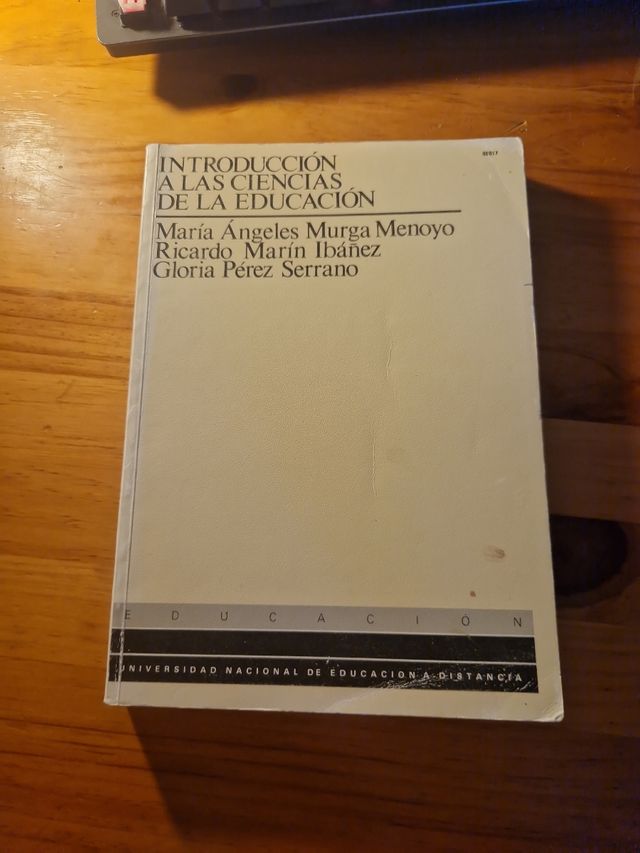 INTRODUCCIÓN
A LAS CIENCIAS
DE LA EDUCACIÓN
María Ángeles Murga Menoyo
Ricardo Marín Ibáñez
Gloria Pérez Serrano
EDUCACIÓN
UNIVERSIDAD NACIONAL DE EDUCACION A DISTANCIA